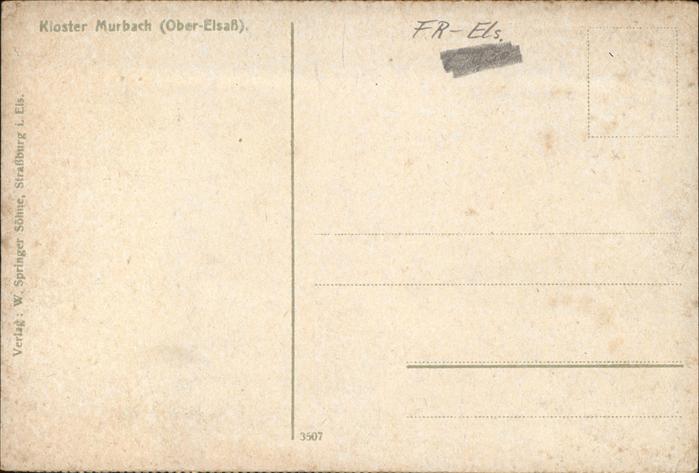 Kloster Murbach (Ober-Elsaß).
FR- Els.
Verlag: W. Springer Söhne, Straßburg i. Els.
3507